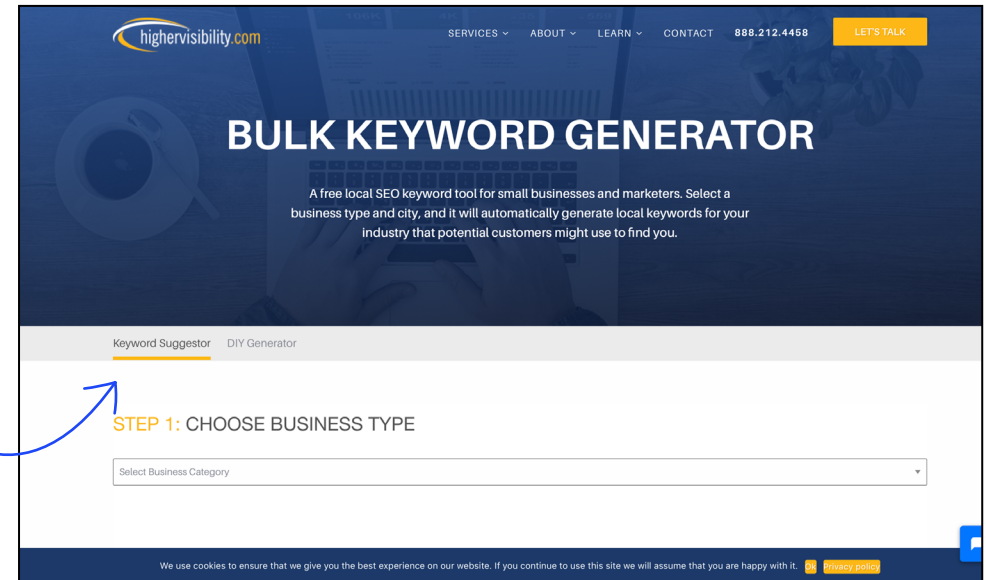 highervisibility.com
SERVICES ABOUT LEARN CONTACT 888.212.4458 LET'S TALK
BULK KEYWORD GENERATOR
A free local SEO keyword tool for small businesses and marketers. Select a
business type and city, and it will automatically generate local keywords for your
industry that potential customers might use to find you.
Keyword Suggestor DIY Generator
STEP 1: CHOOSE BUSINESS TYPE
Select Business Category
We use cookies to ensure that we give you the best experience on our website. If you continue to use this site we will assume that you are happy with it. Ok Privacy policy